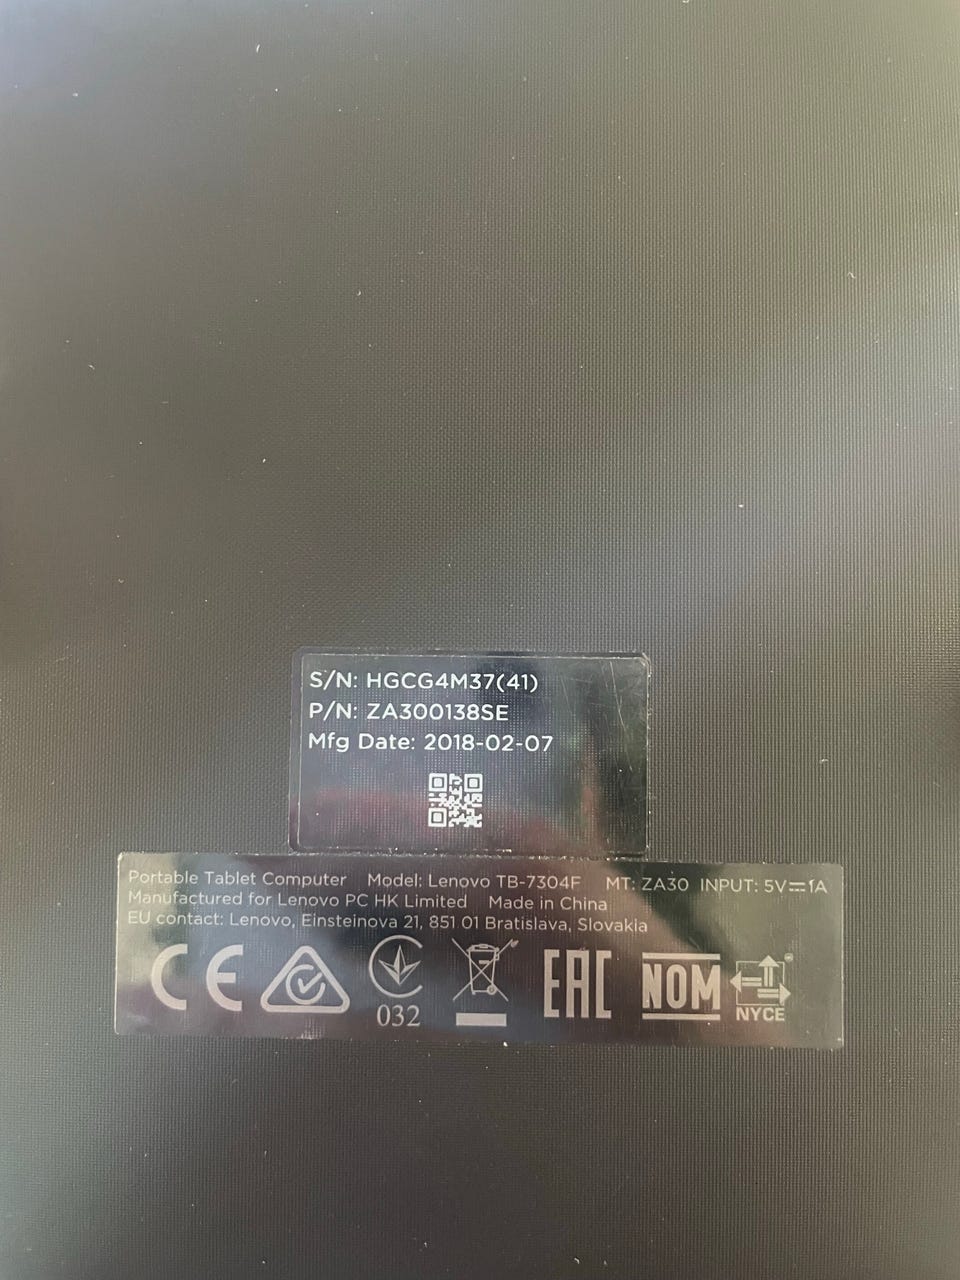 S/N: HGCG4M37(41)
P/N: ZA300138SE
Mfg Date: 2018-02-07
Portable Tablet Computer Model: Lenovo TB-7304F MT: ZA30 INPUT: 5V⎓1A
Manufactured for Lenovo PC HK Limited Made in China
EU contact: Lenovo, Einsteinova 21, 851 01 Bratislava, Slovakia
CE EAC NOM
032 NYCE